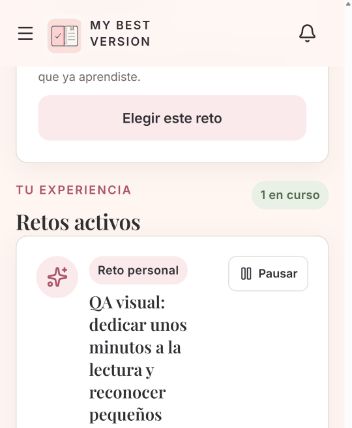 MY BEST
VERSION
que ya aprendiste.
Elegir este reto
TU EXPERIENCIA
1 en curso
Retos activos
Reto personal
Pausar
QA visual:
dedicar unos
minutos a la
lectura y
reconocer
pequeños